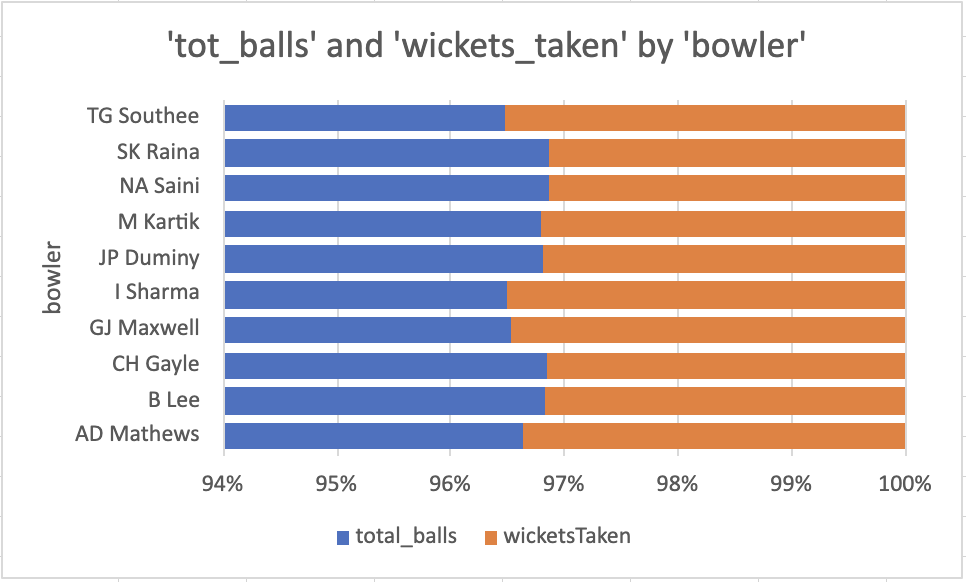 'tot_balls' and 'wickets_taken' by 'bowler'
bowler
TG Southee
SK Raina
NA Saini
M Kartik
JP Duminy
I Sharma
GJ Maxwell
CH Gayle
B Lee
AD Mathews
94% 95% 96% 97% 98% 99% 100%
total_balls wicketsTaken